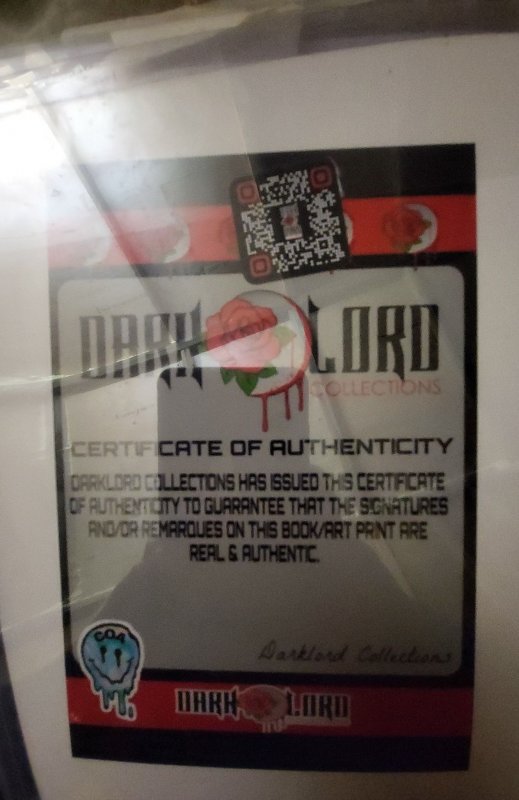 DARK LORD
COLLECTIONS
CERTIFICATE OF AUTHENTICITY
DARKLORD COLLECTIONS HAS ISSUED THIS CERTIFICATE
OF AUTHENTICITY TO GUARANTEE THAT THE SIGNATURES
AND/OR REMARQUES ON THIS BOOK/ART PRINT ARE
REAL & AUTHENTIC.
COA
Darklord Collections
DARK LORD